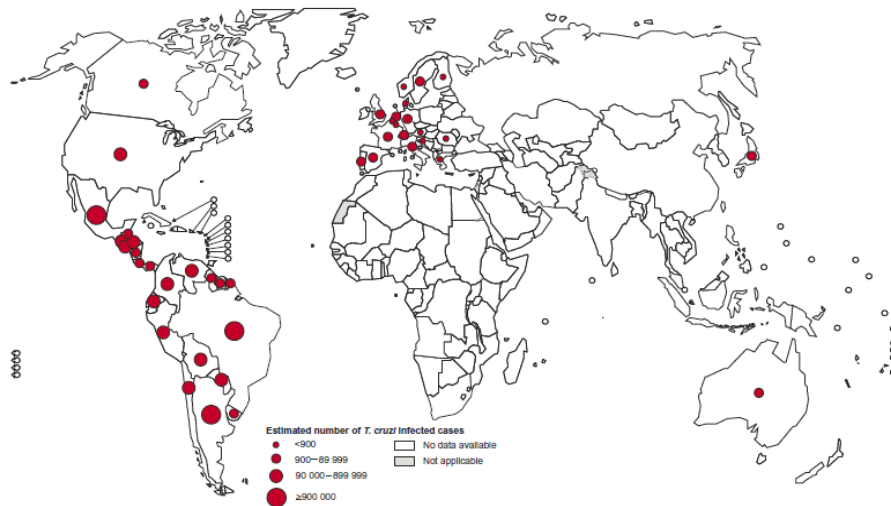 Estimated number of T. cruzi infected cases
<900
900–89 999
90 000–899 999
≥900 000
No data available
Not applicable